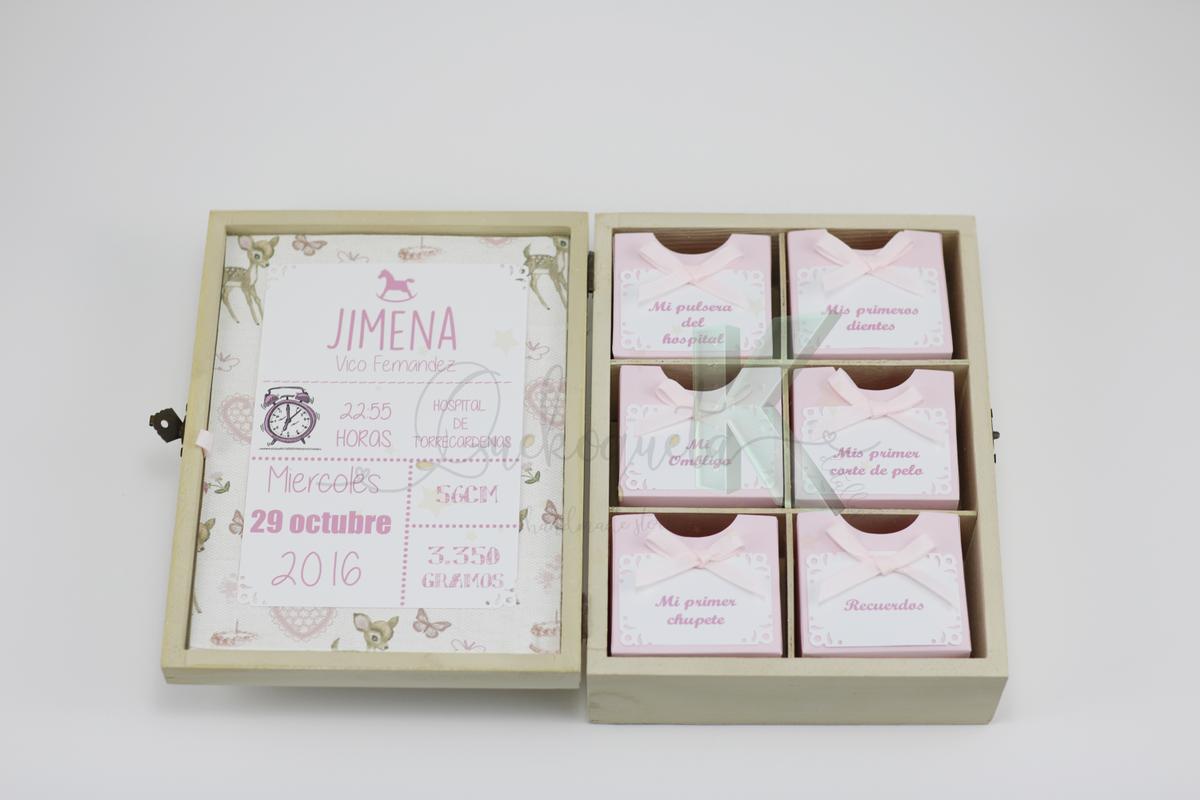 JIMENA
Vico Fernandez
22:55
HORAS
HOSPITAL
DE
TORRECARDENAS
Miercoles
29 octubre
2016
56CM
3.350
GRAMOS
Mi pulsera
del
hospital
Mis primeros
dientes
Mi
Ombligo
Mis primer
corte de pelo
Mi primer
chupete
Recuerdos
K
handmade